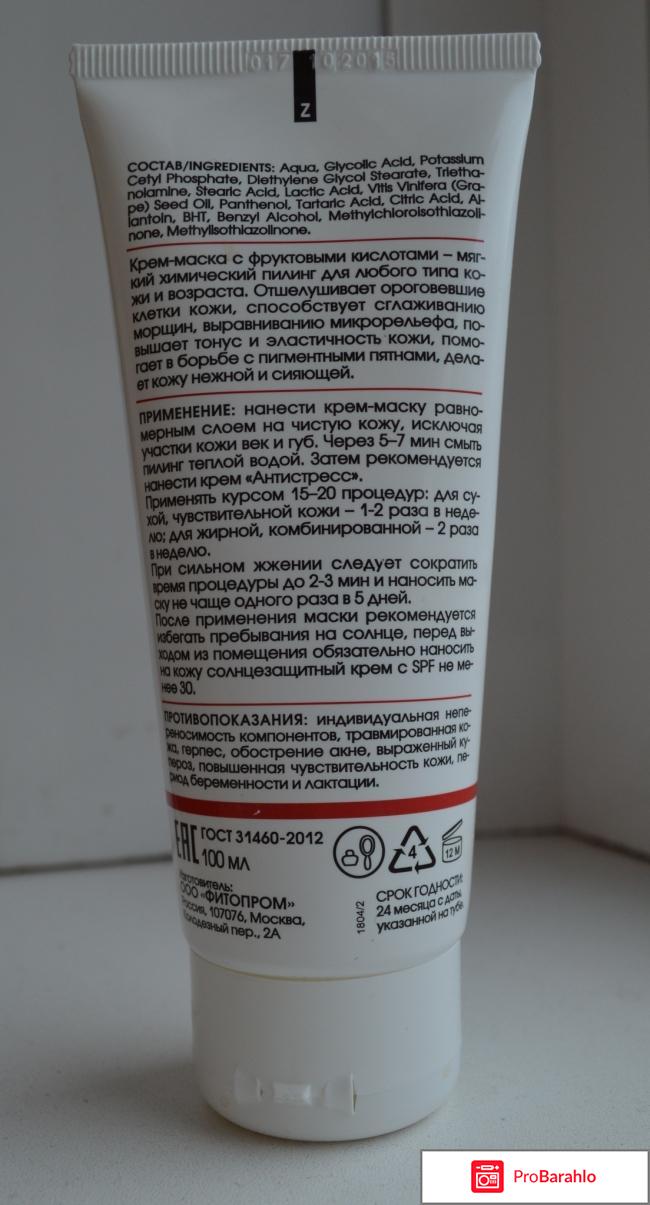 017 102015
Z
СОСТАВ/INGREDIENTS: Aqua, Glycolic Acid, Potassium
Cetyl Phosphate, Diethylene Glycol Stearate, Trietha-
nolamine, Stearic Acid, Lactic Acid, Vitis Vinifera (Gra-
pe) Seed Oil, Panthenol, Tartaric Acid, Citric Acid, Al-
lantoin, BHT, Benzyl Alcohol, Methylchloroisothiazoli-
none, Methylisothiazolinone.
Крем-маска с фруктовыми кислотами – мяг-
кий химический пилинг для любого типа ко-
жи и возраста. Отшелушивает ороговевшие
клетки кожи, способствует сглаживанию
морщин, выравниванию микрорельефа, по-
вышает тонус и эластичность кожи, помо-
гает в борьбе с пигментными пятнами, дела-
ет кожу нежной и сияющей.
ПРИМЕНЕНИЕ: нанести крем-маску равно-
мерным слоем на чистую кожу, исключая
участки кожи век и губ. Через 5–7 мин смыть
пилинг теплой водой. Затем рекомендуется
нанести крем «Антистресс».
Применять курсом 15–20 процедур: для су-
хой, чувствительной кожи – 1-2 раза в неде-
лю; для жирной, комбинированной – 2 раза
в неделю.
При сильном жжении следует сократить
время процедуры до 2-3 мин и наносить ма-
ску не чаще одного раза в 5 дней.
После применения маски рекомендуется
избегать пребывания на солнце, перед вы-
ходом из помещения обязательно наносить
на кожу солнцезащитный крем с SPF не ме-
нее 30.
ПРОТИВОПОКАЗАНИЯ: индивидуальная непе-
реносимость компонентов, травмированная ко-
жа, герпес, обострение акне, выраженный ку-
пероз, повышенная чувствительность кожи, пе-
риод беременности и лактации.
ЕАС ГОСТ 31460-2012
100 мл
4
12 М
Изготовитель:
ООО «ФИТОПРОМ»
Россия, 107076, Москва,
Колодезный пер., 2А
1804/2
СРОК ГОДНОСТИ:
24 месяца с даты,
указанной на тубе.
ProBarahlo